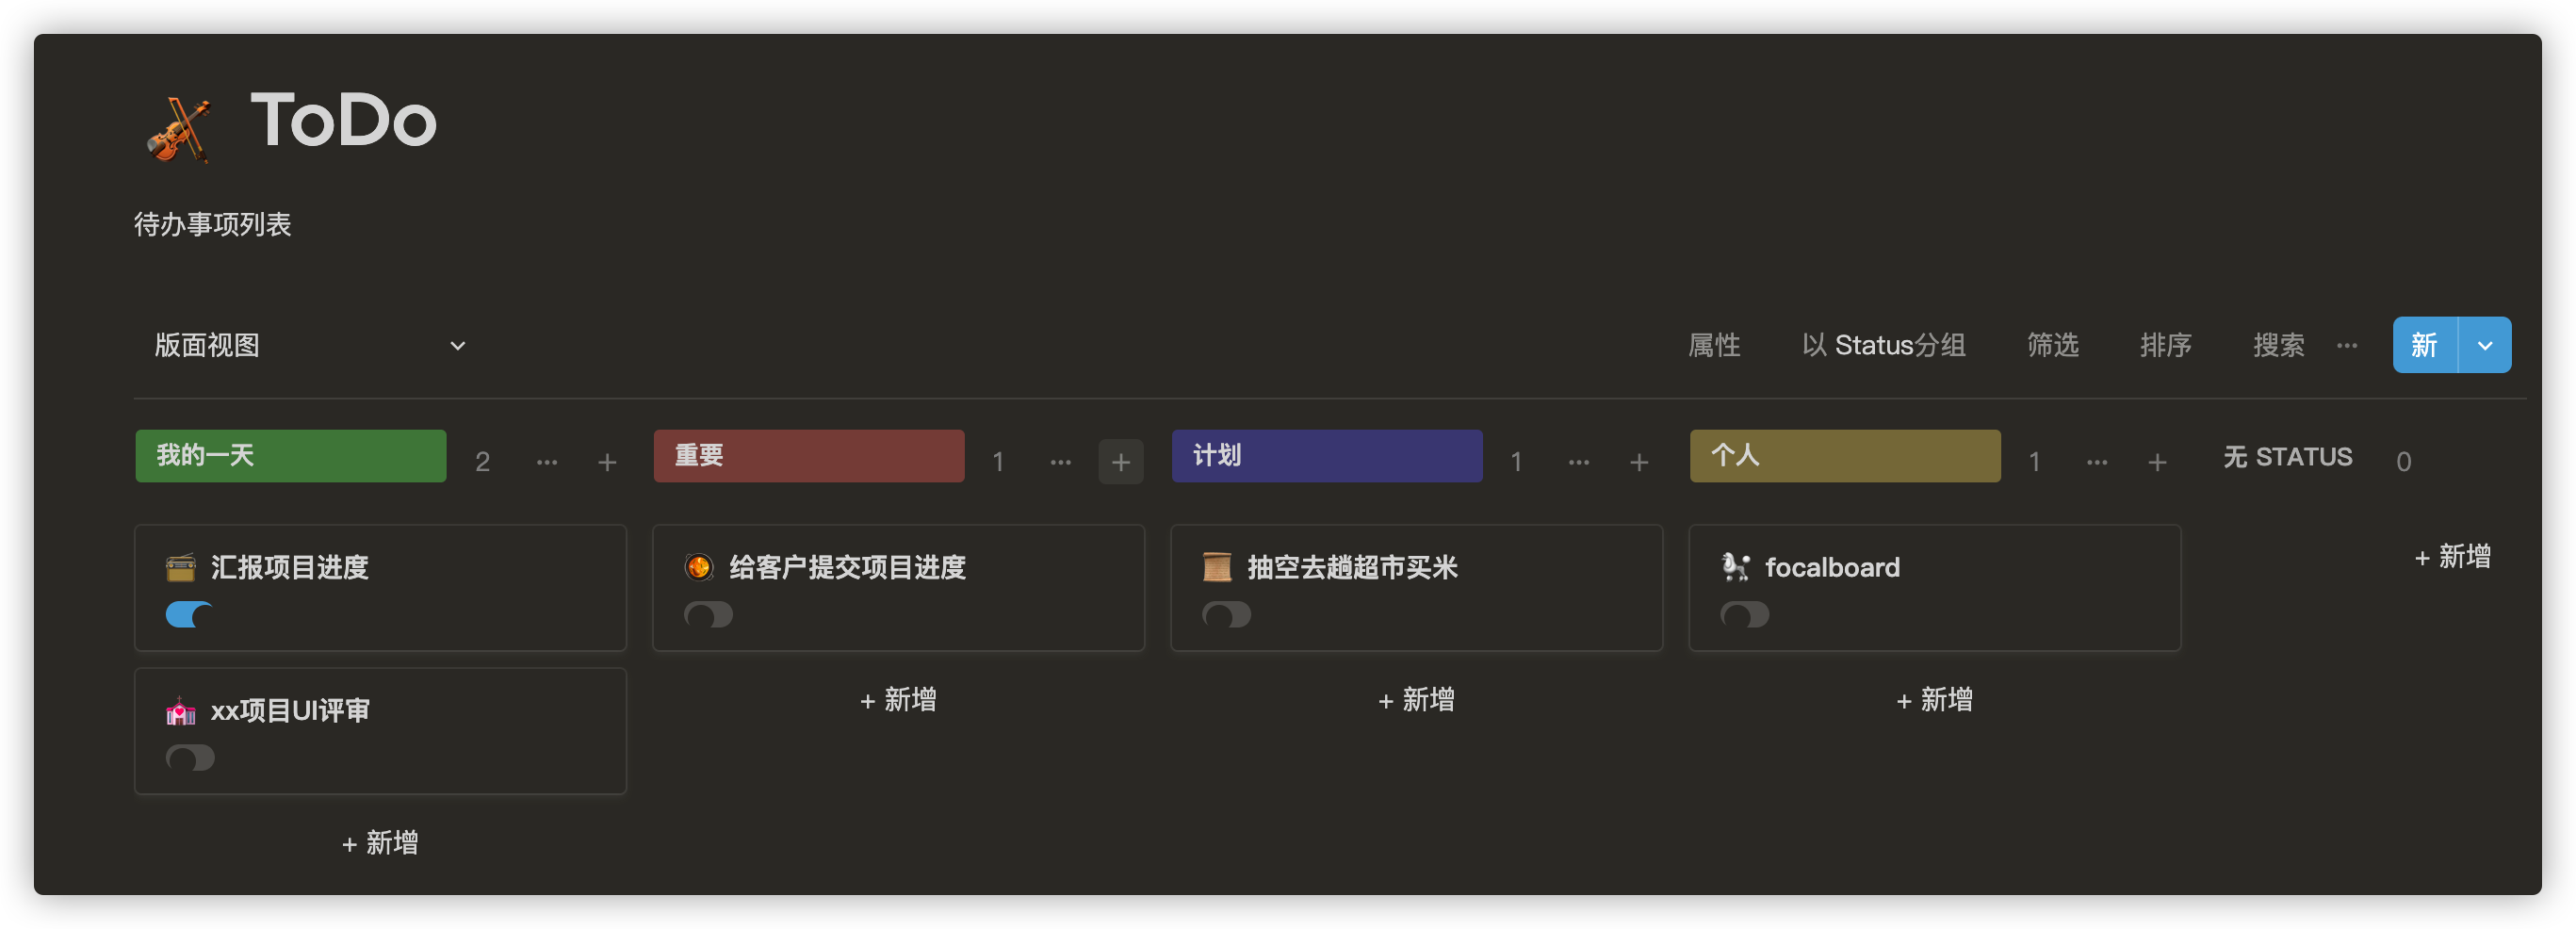 ToDo
待办事项列表
版面视图
属性 以 Status分组 筛选 排序 搜索 ··· 新
我的一天 2 ··· +
重要 1 ··· +
计划 1 ··· +
个人 1 ··· +
无 STATUS 0
汇报项目进度
xx项目UI评审
+ 新增
给客户提交项目进度
+ 新增
抽空去趟超市买米
+ 新增
focalboard
+ 新增
+ 新增